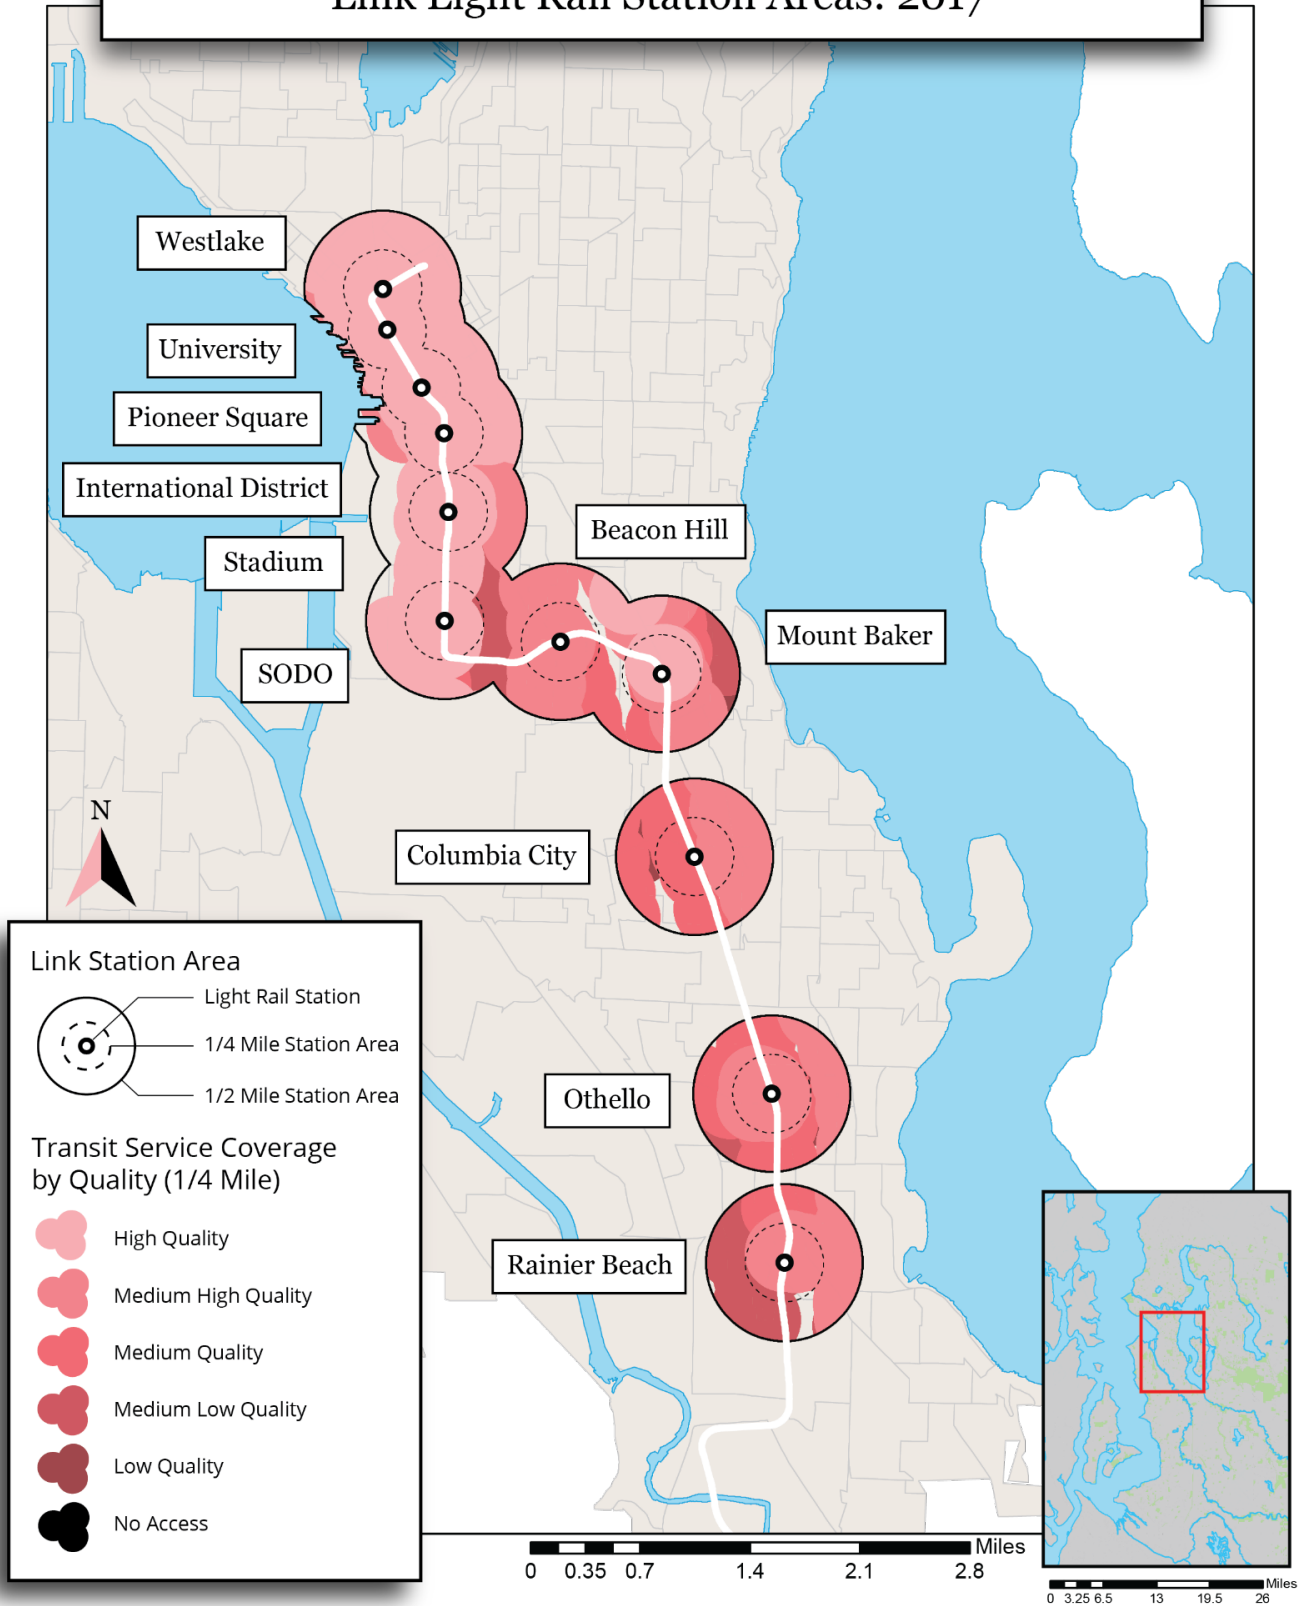 Link Light Rail Station Areas: 2017
Westlake
University
Pioneer Square
International District
Beacon Hill
Stadium
Mount Baker
SODO
N
Columbia City
Link Station Area
Light Rail Station
1/4 Mile Station Area
1/2 Mile Station Area
Othello
Transit Service Coverage
by Quality (1/4 Mile)
High Quality
Rainier Beach
Medium High Quality
Medium Quality
Medium Low Quality
Low Quality
No Access
Miles
0 0.35 0.7 1.4 2.1 2.8
Miles
0 3.25 6.5 13 19.5 26